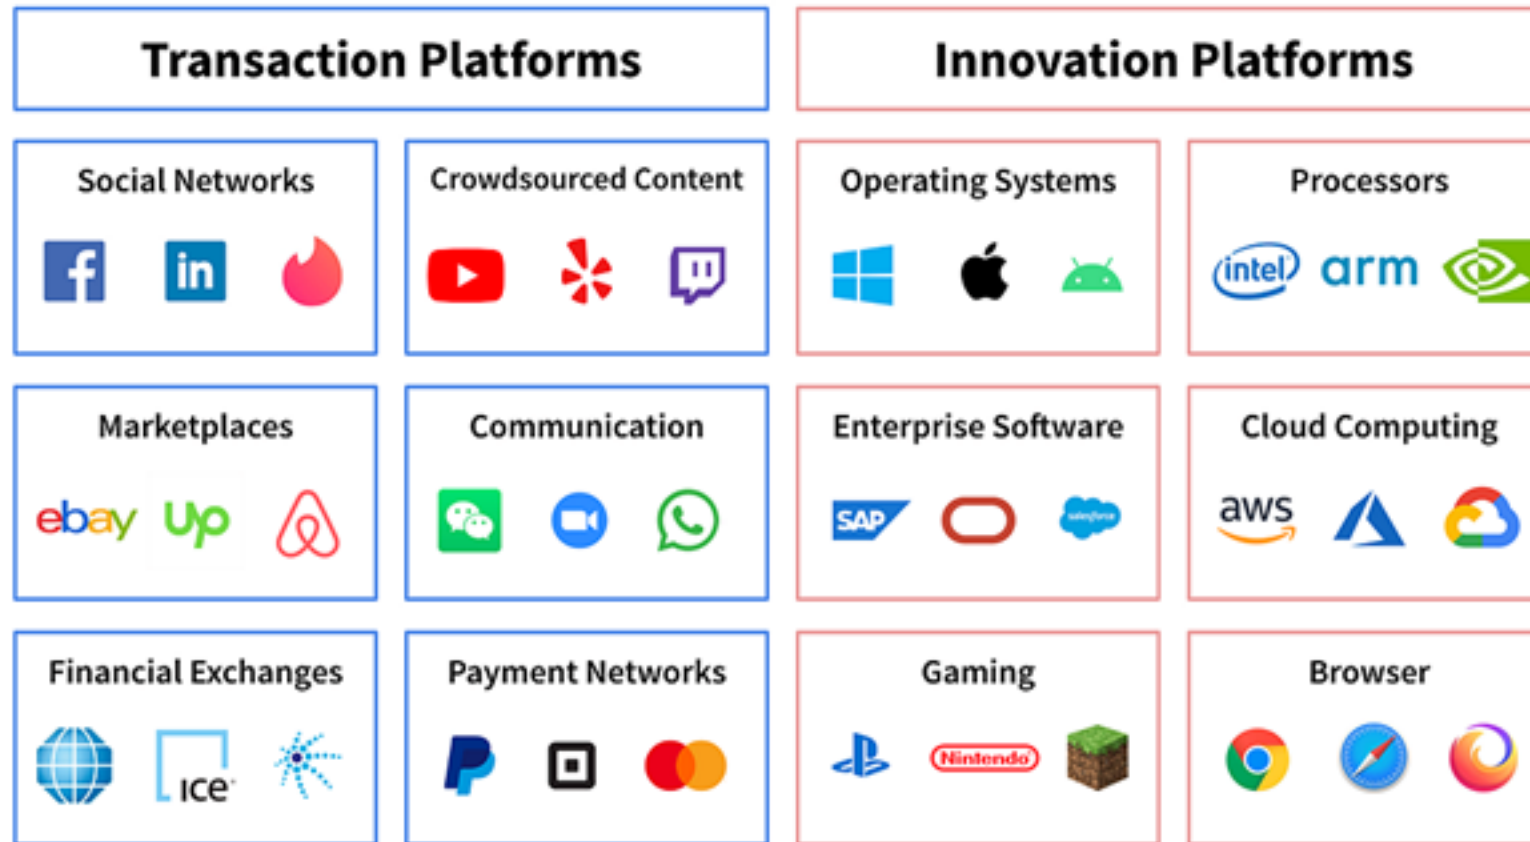 Transaction Platforms
Innovation Platforms
Social Networks
Crowdsourced Content
Operating Systems
Processors
in
intel
arm
Marketplaces
Communication
Enterprise Software
Cloud Computing
ebay
Up
SAP
salesforce
aws
Financial Exchanges
Payment Networks
Gaming
Browser
ICE
Nintendo